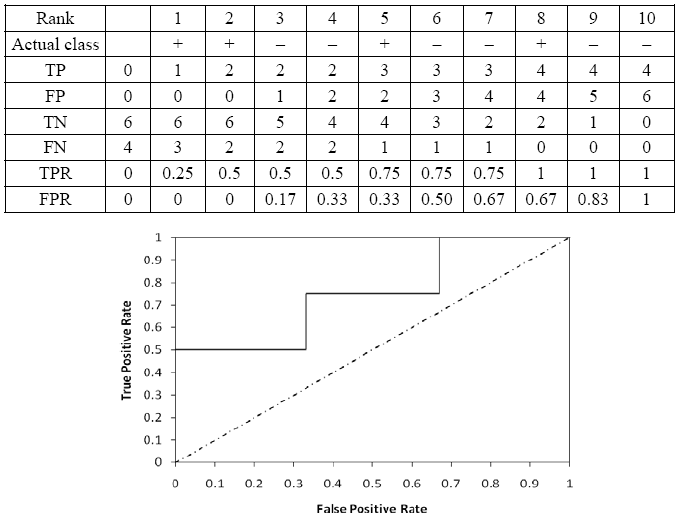 Rank 1 2 3 4 5 6 7 8 9 10
Actual class + + – – + – – + – –
TP 0 1 2 2 2 3 3 3 4 4 4
FP 0 0 0 1 2 2 3 4 4 5 6
TN 6 6 6 5 4 4 3 2 2 1 0
FN 4 3 2 2 2 1 1 1 0 0 0
TPR 0 0.25 0.5 0.5 0.5 0.75 0.75 0.75 1 1 1
FPR 0 0 0 0.17 0.33 0.33 0.50 0.67 0.67 0.83 1
True Positive Rate
1
0.9
0.8
0.7
0.6
0.5
0.4
0.3
0.2
0.1
0
0 0.1 0.2 0.3 0.4 0.5 0.6 0.7 0.8 0.9 1
False Positive Rate